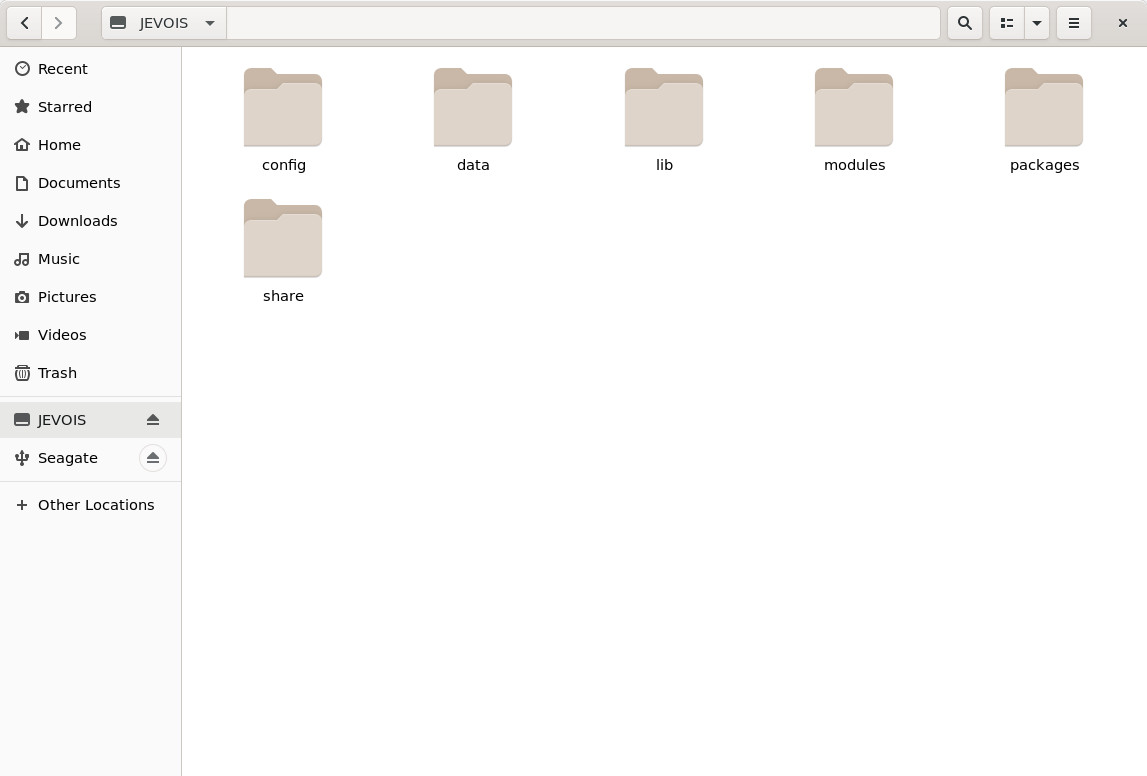 JEVOIS
Recent
Starred
Home
Documents
Downloads
Music
Pictures
Videos
Trash
JEVOIS
Seagate
Other Locations
config
data
lib
modules
packages
share